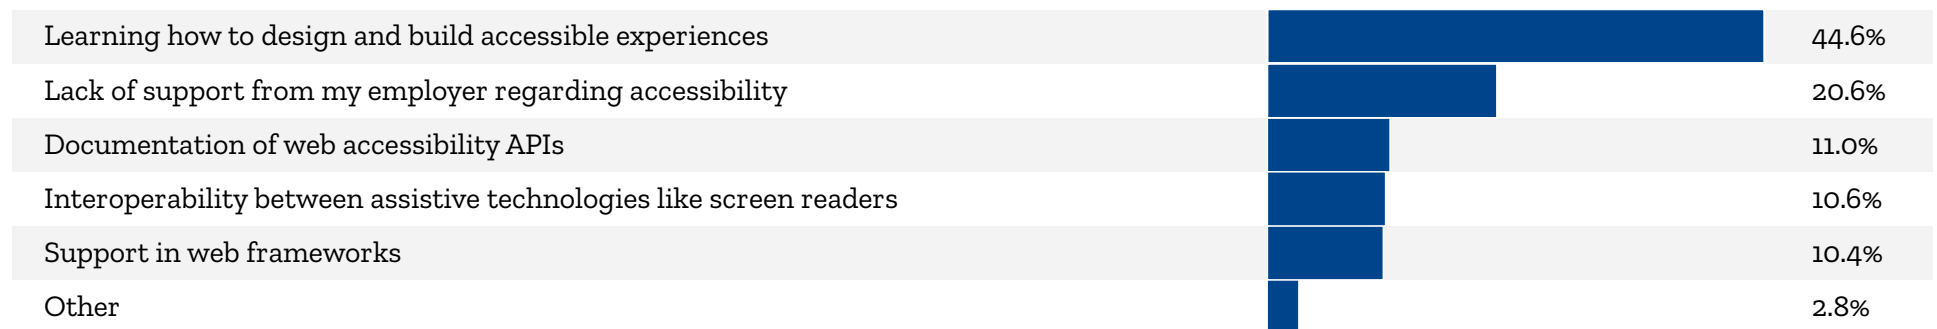 Learning how to design and build accessible experiences 44.6%
Lack of support from my employer regarding accessibility 20.6%
Documentation of web accessibility APIs 11.0%
Interoperability between assistive technologies like screen readers 10.6%
Support in web frameworks 10.4%
Other 2.8%